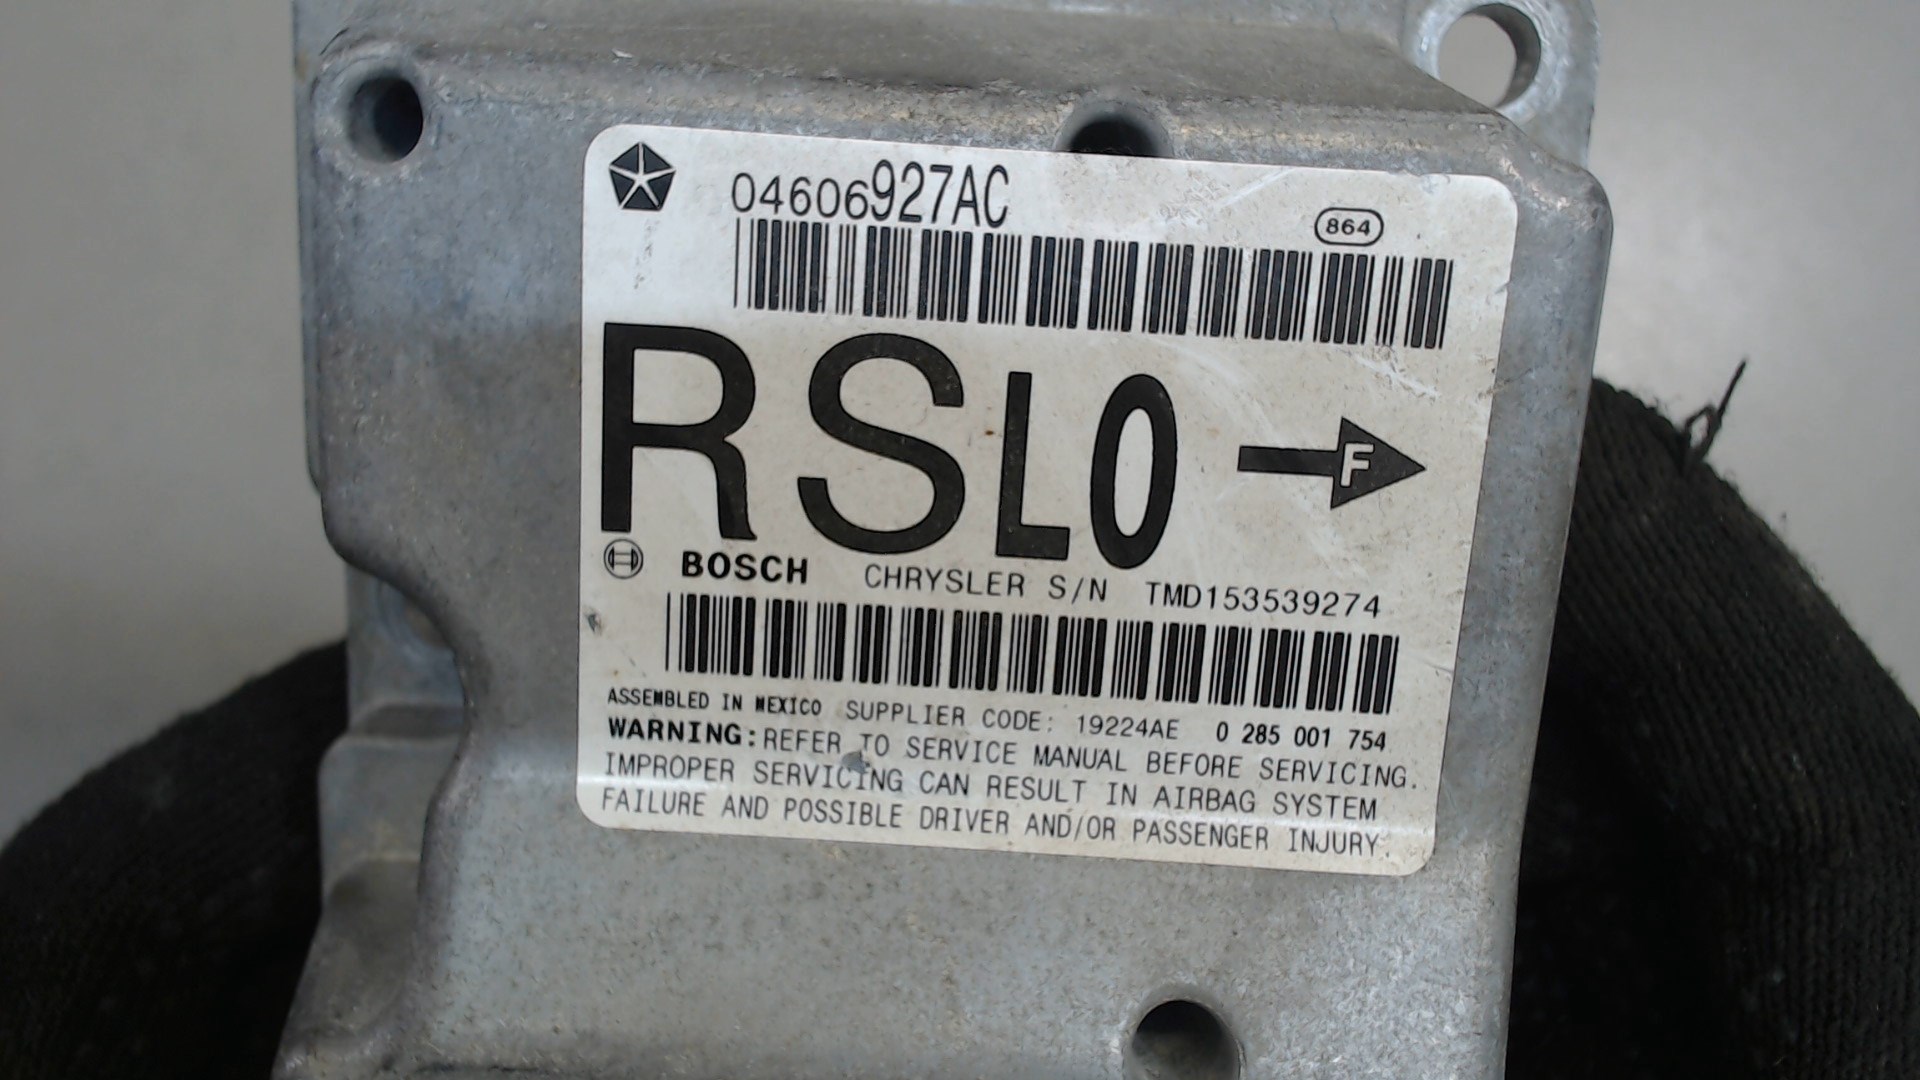 04606927AC
864
RSL0
F
BOSCH CHRYSLER S/N TMD153539274
ASSEMBLED IN MEXICO SUPPLIER CODE: 19224AE 0 285 001 754
WARNING: REFER TO SERVICE MANUAL BEFORE SERVICING.
IMPROPER SERVICING CAN RESULT IN AIRBAG SYSTEM
FAILURE AND POSSIBLE DRIVER AND/OR PASSENGER INJURY.